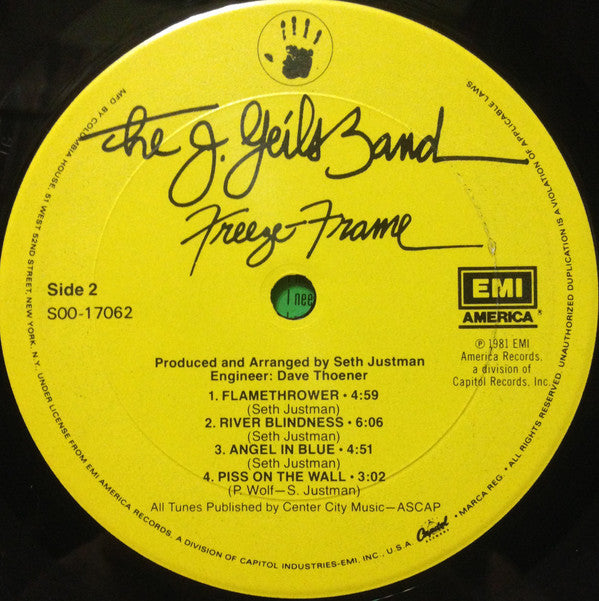 The J. Geils Band
Freeze-Frame
Side 2
S00-17062
EMI
AMERICA
℗ 1981 EMI
America Records,
a division of
Capitol Records, Inc.
I nee
Produced and Arranged by Seth Justman
Engineer: Dave Thoener
1. FLAMETHROWER • 4:59
(Seth Justman)
2. RIVER BLINDNESS • 6:06
(Seth Justman)
3. ANGEL IN BLUE • 4:51
(Seth Justman)
4. PISS ON THE WALL • 3:02
(P. Wolf—S. Justman)
All Tunes Published by Center City Music—ASCAP
Capitol
RECORDS
MFD. BY COLUMBIA HOUSE, 51 WEST 52ND STREET, NEW YORK, N.Y. UNDER LICENSE FROM EMI AMERICA RECORDS, A DIVISION OF CAPITOL INDUSTRIES-EMI, INC., U.S.A. • MARCA REG. • ALL RIGHTS RESERVED. UNAUTHORIZED DUPLICATION IS A VIOLATION OF APPLICABLE LAWS